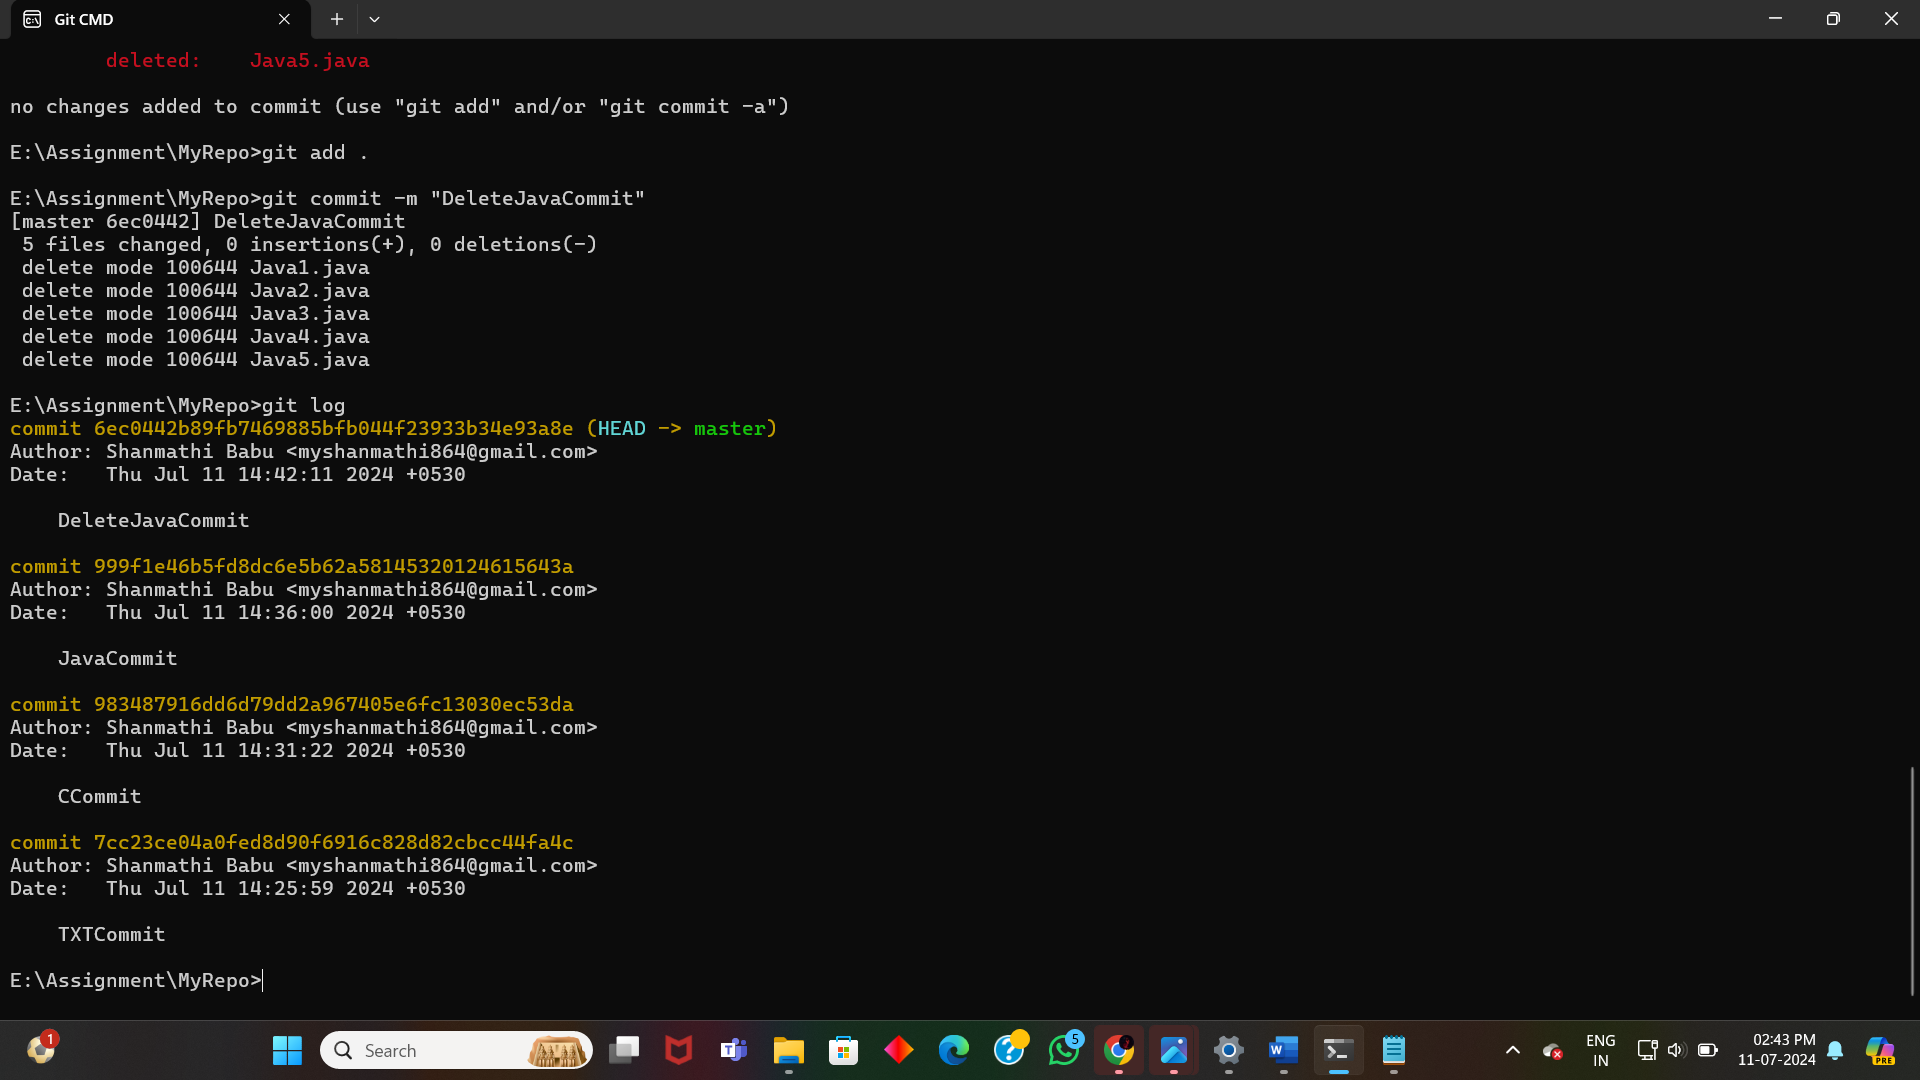 Git CMD
deleted:    Java5.java
no changes added to commit (use "git add" and/or "git commit -a")
E:\Assignment\MyRepo>git add .
E:\Assignment\MyRepo>git commit -m "DeleteJavaCommit"
[master 6ec0442] DeleteJavaCommit
5 files changed, 0 insertions(+), 0 deletions(-)
delete mode 100644 Java1.java
delete mode 100644 Java2.java
delete mode 100644 Java3.java
delete mode 100644 Java4.java
delete mode 100644 Java5.java
E:\Assignment\MyRepo>git log
commit 6ec0442b89fb7469885bfb044f23933b34e93a8e (HEAD -> master)
Author: Shanmathi Babu <myshanmathi864@gmail.com>
Date:   Thu Jul 11 14:42:11 2024 +0530
DeleteJavaCommit
commit 999f1e46b5fd8dc6e5b62a58145320124615643a
Author: Shanmathi Babu <myshanmathi864@gmail.com>
Date:   Thu Jul 11 14:36:00 2024 +0530
JavaCommit
commit 983487916dd6d79dd2a967405e6fc13030ec53da
Author: Shanmathi Babu <myshanmathi864@gmail.com>
Date:   Thu Jul 11 14:31:22 2024 +0530
CCommit
commit 7cc23ce04a0fed8d90f6916c828d82cbcc44fa4c
Author: Shanmathi Babu <myshanmathi864@gmail.com>
Date:   Thu Jul 11 14:25:59 2024 +0530
TXTCommit
E:\Assignment\MyRepo>
1
Search
5
ENG
IN
02:43 PM
11-07-2024
PRE